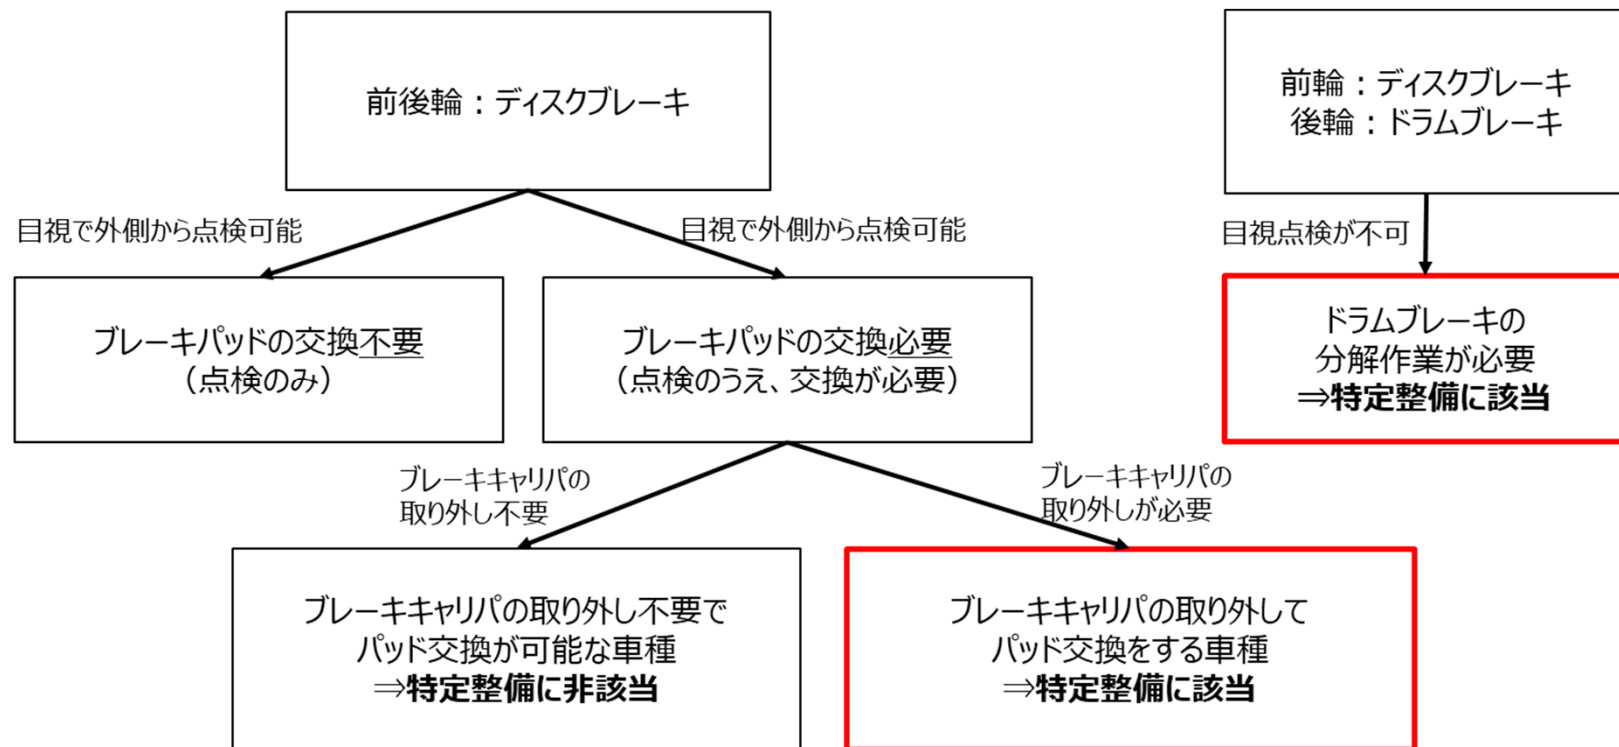 前後輪：ディスクブレーキ
前輪：ディスクブレーキ
後輪：ドラムブレーキ
目視で外側から点検可能
目視で外側から点検可能
目視点検が不可
ブレーキパッドの交換不要
（点検のみ）
ブレーキパッドの交換必要
（点検のうえ、交換が必要）
ドラムブレーキの
分解作業が必要
⇒特定整備に該当
ブレーキキャリパの
取り外し不要
ブレーキキャリパの
取り外しが必要
ブレーキキャリパの取り外し不要で
パッド交換が可能な車種
⇒特定整備に非該当
ブレーキキャリパの取り外して
パッド交換をする車種
⇒特定整備に該当